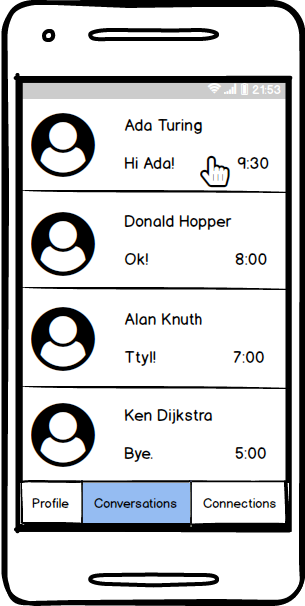 21:53
Ada Turing
Hi Ada! 9:30
Donald Hopper
Ok! 8:00
Alan Knuth
Ttyl! 7:00
Ken Dijkstra
Bye. 5:00
Profile Conversations Connections